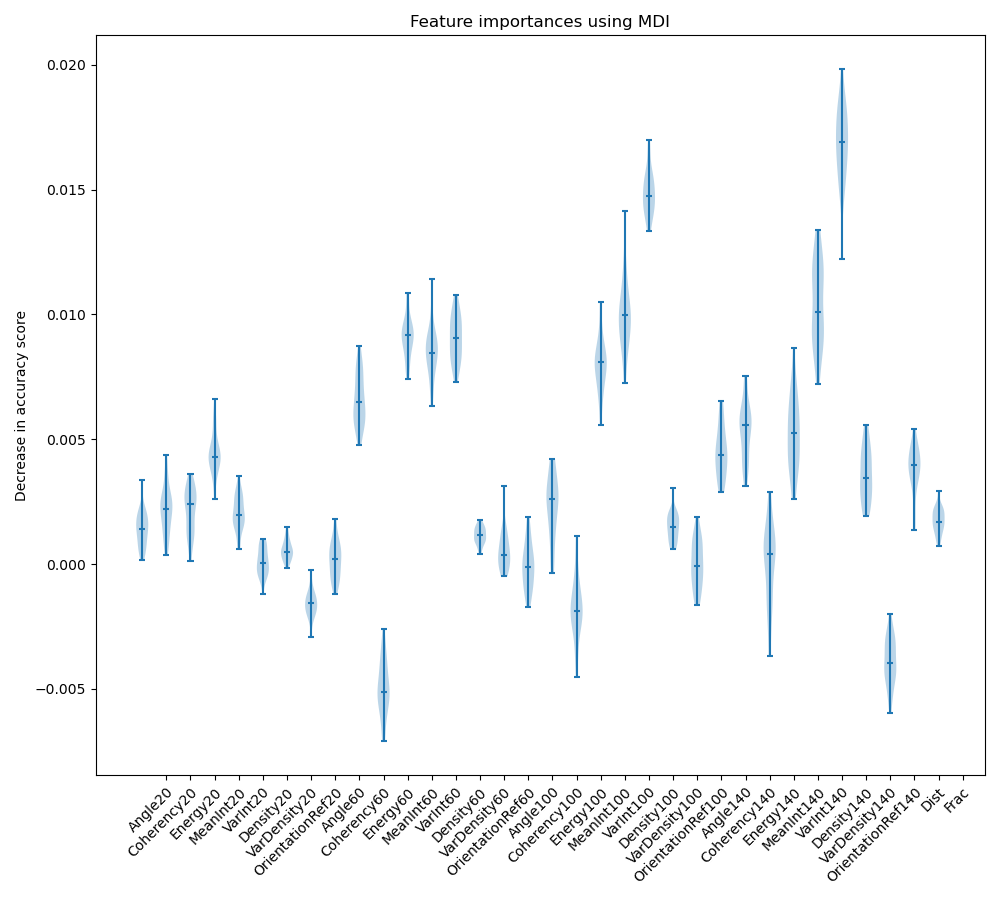 Feature importances using MDI
Decrease in accuracy score
0.020
0.015
0.010
0.005
0.000
−0.005
Angle20
Coherency20
Energy20
MeanInt20
VarInt20
Density20
VarDensity20
OrientationRef20
Angle60
Coherency60
Energy60
MeanInt60
VarInt60
Density60
VarDensity60
OrientationRef60
Angle100
Coherency100
Energy100
MeanInt100
VarInt100
Density100
VarDensity100
OrientationRef100
Angle140
Coherency140
Energy140
MeanInt140
VarInt140
Density140
VarDensity140
OrientationRef140
Dist
Frac